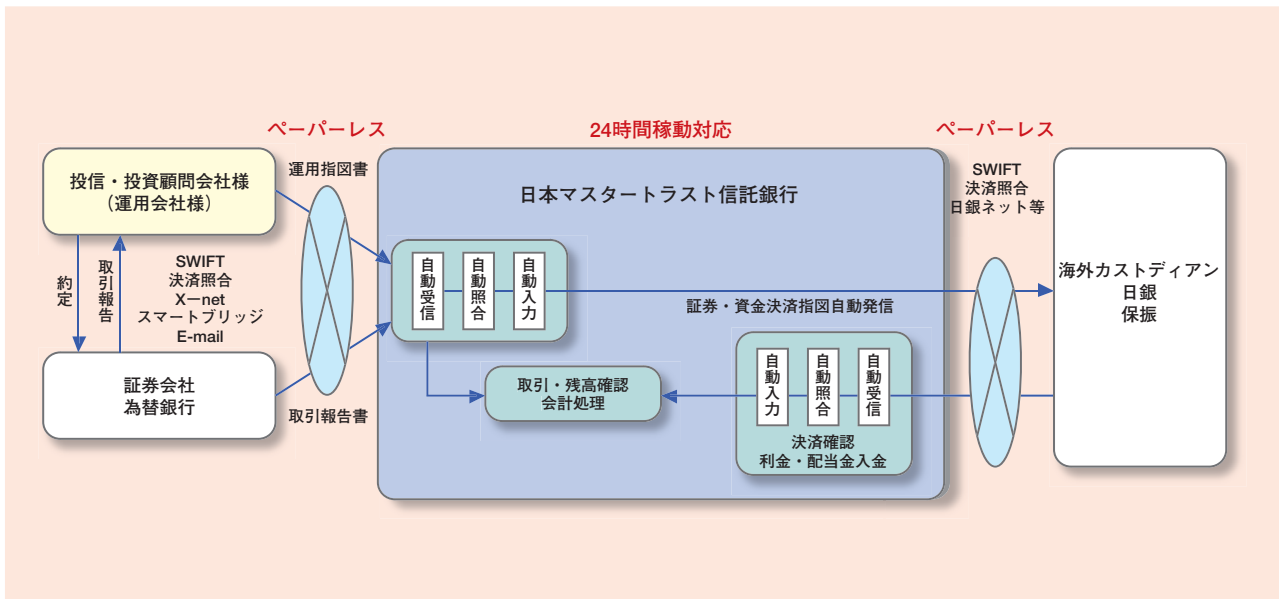 ペーパーレス
24時間稼動対応
ペーパーレス
投信・投資顧問会社様
（運用会社様）
運用指図書
約定
取引報告
SWIFT
決済照合
X－net
スマートブリッジ
E-mail
証券会社
為替銀行
取引報告書
日本マスタートラスト信託銀行
自動受信
自動照合
自動入力
証券・資金決済指図自動発信
取引・残高確認
会計処理
自動入力
自動照合
自動受信
決済確認
利金・配当金入金
SWIFT
決済照合
日銀ネット等
海外カストディアン
日銀
保振